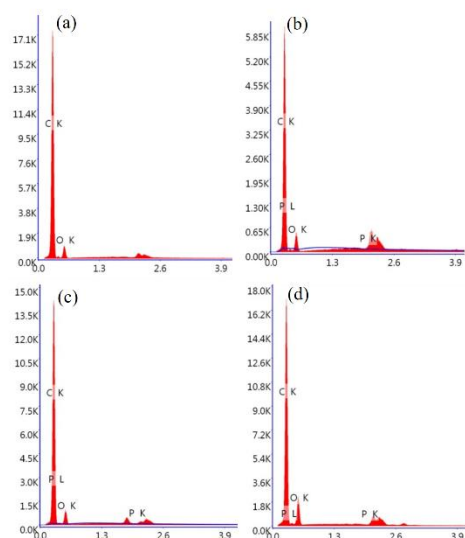 (a)
17.1K
15.2K
13.3K
11.4K
9.5K
7.6K
5.7K
3.8K
1.9K
0.0K
C K
O K
0.0 1.3 2.6 3.9
(b)
5.85K
5.20K
4.55K
3.90K
3.25K
2.60K
1.95K
1.30K
0.65K
0.0K
C K
P L
O K
P K
0.0 1.3 2.6 3.9
(c)
15.0K
13.5K
12.0K
10.5K
9.0K
7.5K
6.0K
4.5K
3.0K
1.5K
0.0K
C K
P L
O K
P K
0.0 1.3 2.6 3.9
(d)
18.0K
16.2K
14.4K
12.6K
10.8K
9.0K
7.2K
5.4K
3.6K
1.8K
0.0K
C K
O K
P L
P K
0.0 1.3 2.6 3.9